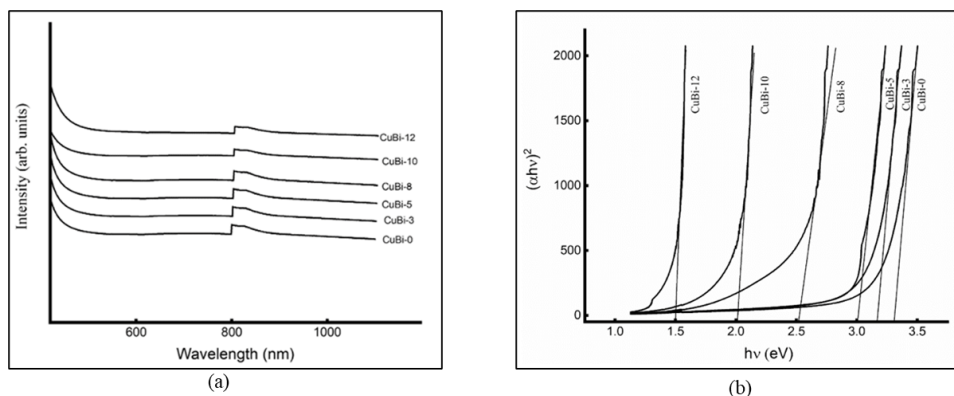 Intensity (arb. units)
CuBi-12
CuBi-10
CuBi-8
CuBi-5
CuBi-3
CuBi-0
600
800
1000
Wavelength (nm)
(a)
(αhν)²
2000
1500
1000
500
0
CuBi-12
CuBi-10
CuBi-8
CuBi-5
CuBi-3
CuBi-0
1.0
1.5
2.0
2.5
3.0
3.5
hν (eV)
(b)